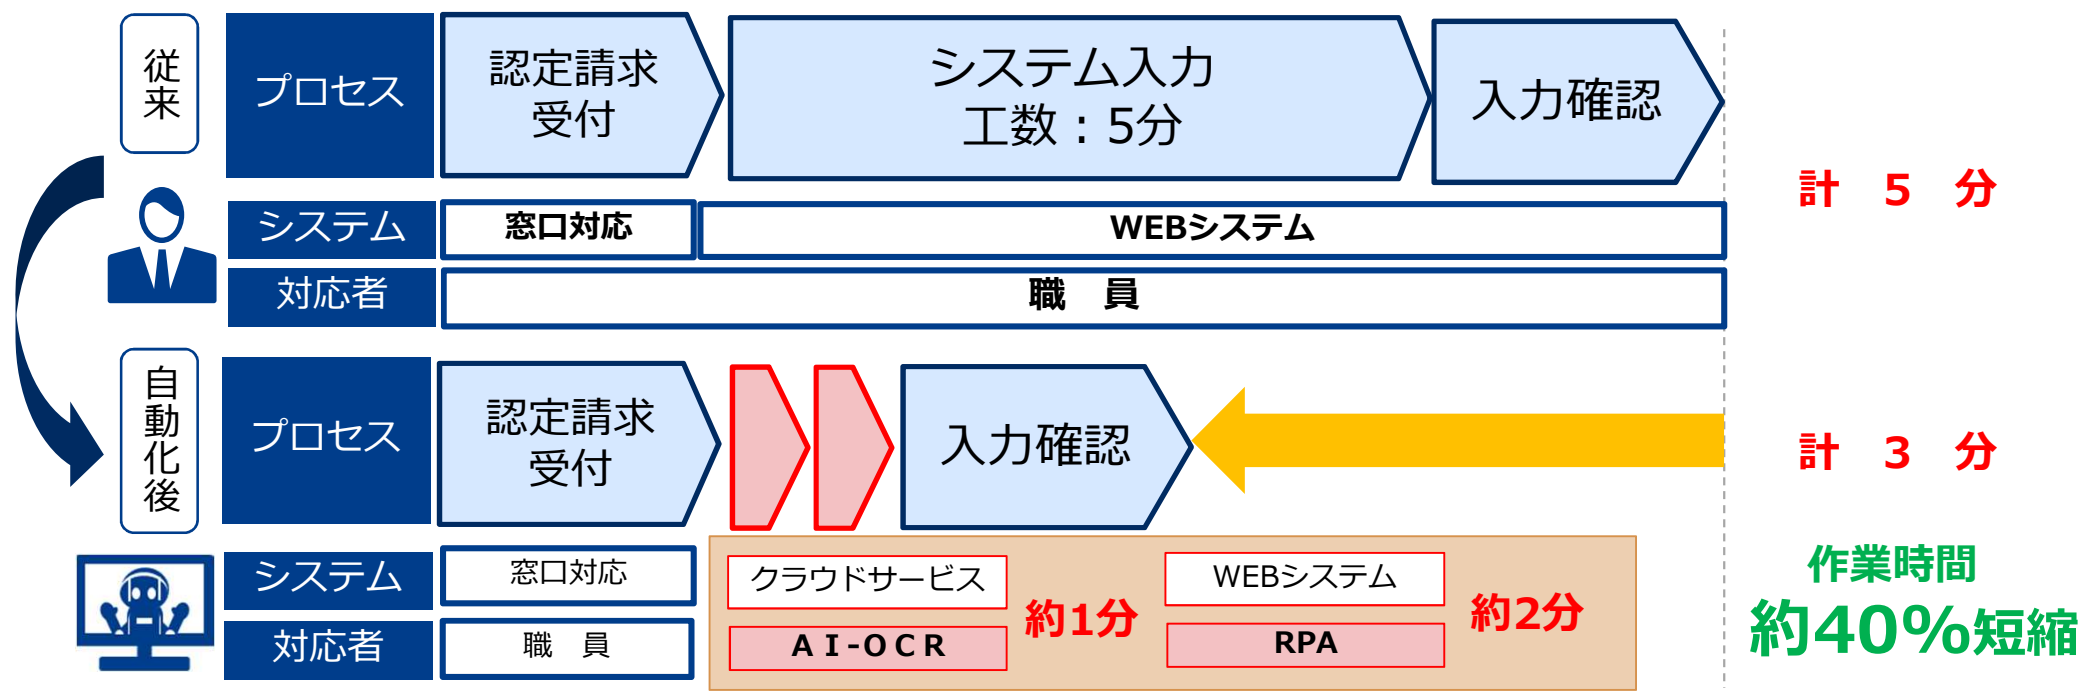 従来
プロセス
認定請求
受付
システム入力
工数：5分
入力確認
計　5　分
システム
窓口対応
WEBシステム
対応者
職　員
自動化後
プロセス
認定請求
受付
入力確認
計　3　分
システム
窓口対応
クラウドサービス
約1分
WEBシステム
約2分
対応者
職　員
ＡＩ-ＯＣＲ
RPA
作業時間
約40%短縮